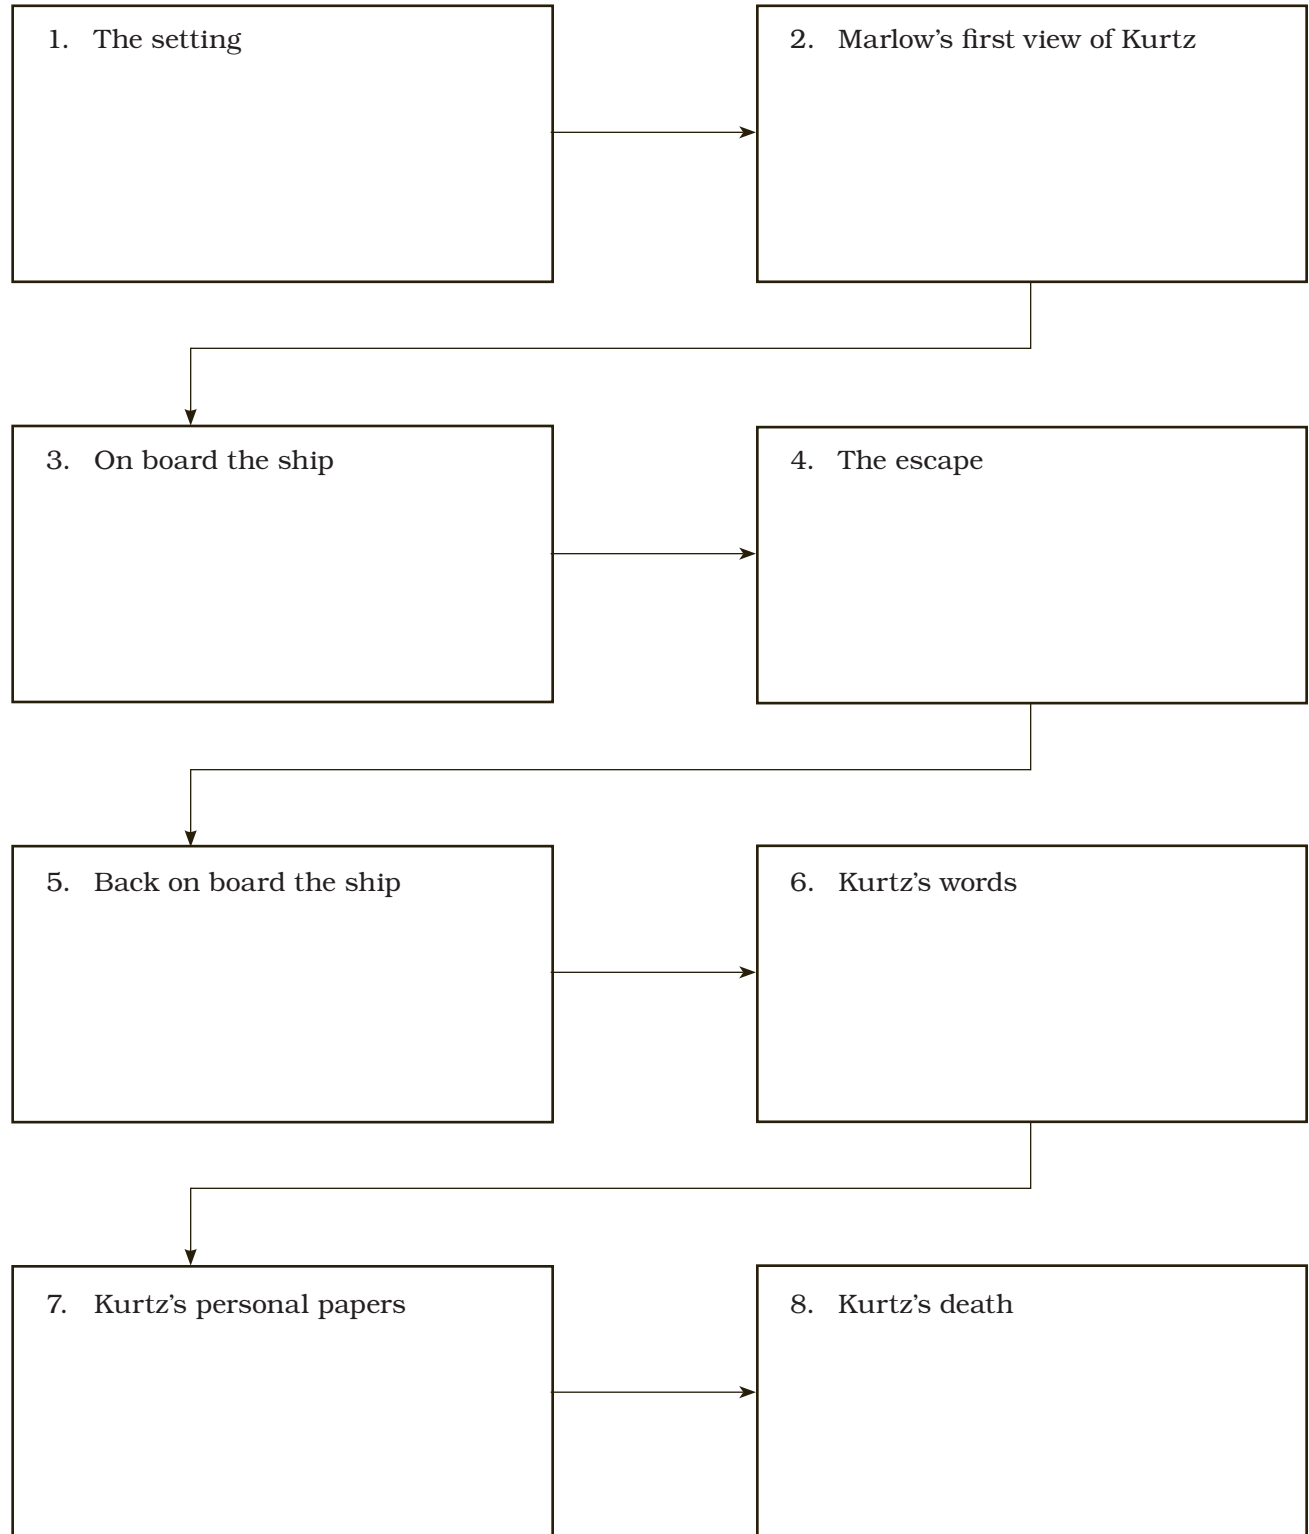 1. The setting
2. Marlow’s first view of Kurtz
3. On board the ship
4. The escape
5. Back on board the ship
6. Kurtz’s words
7. Kurtz’s personal papers
8. Kurtz’s death